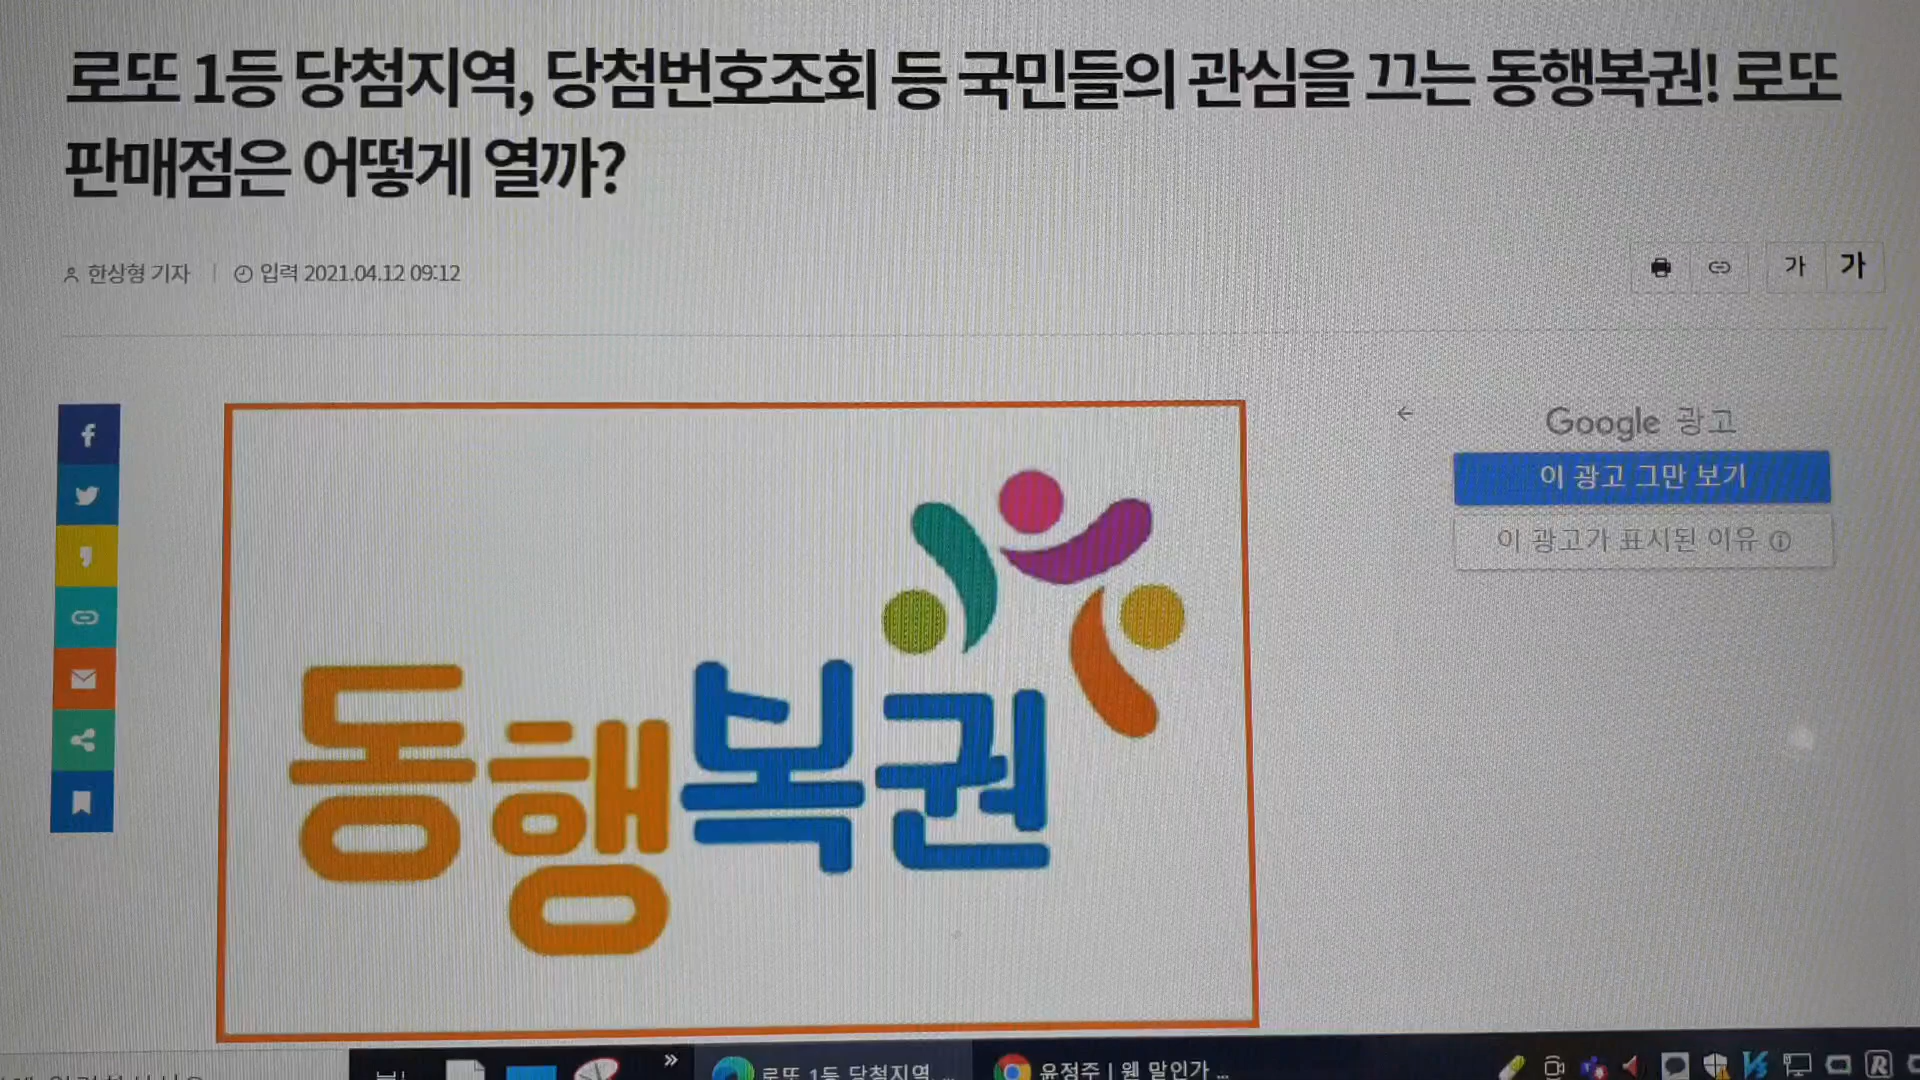 로또 1등 당첨지역, 당첨번호조회 등 국민들의 관심을 끄는 동행복권! 로또
판매점은 어떻게 열까?
한상형 기자 | 입력 2021.04.12 09:12
가 가
Google 광고
이 광고 그만 보기
이 광고가 표시된 이유
동행복권
로또 1등 당첨지역, ...
윤정주 | 웬 말인가 ...